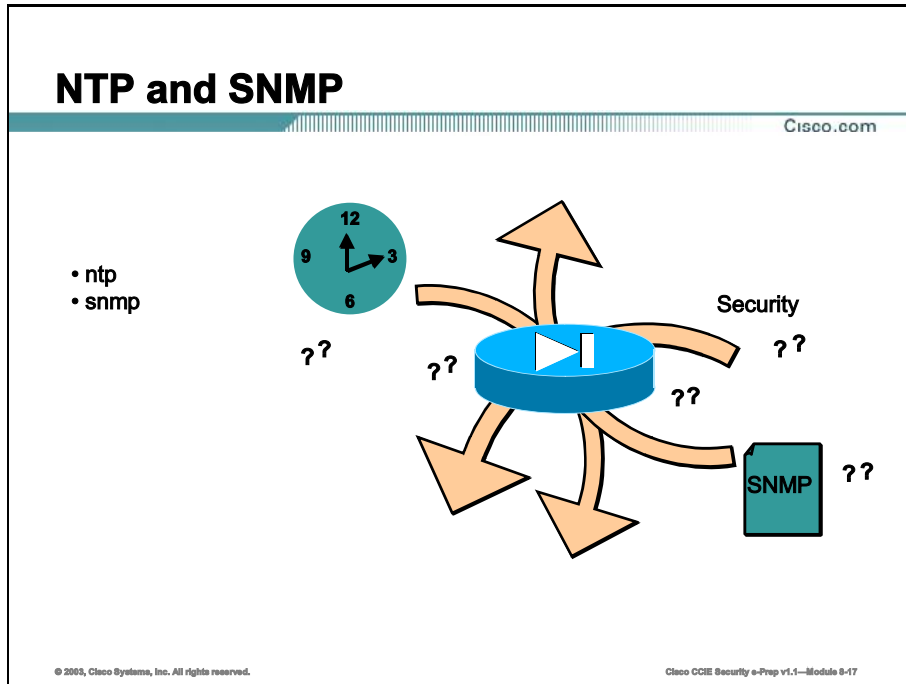 NTP and SNMP
Cisco.com
12
9
3
6
• ntp
• snmp
Security
??
??
??
??
SNMP
??
© 2003, Cisco Systems, Inc. All rights reserved.
Cisco CCIE Security e-Prep v1.1—Module 8-17